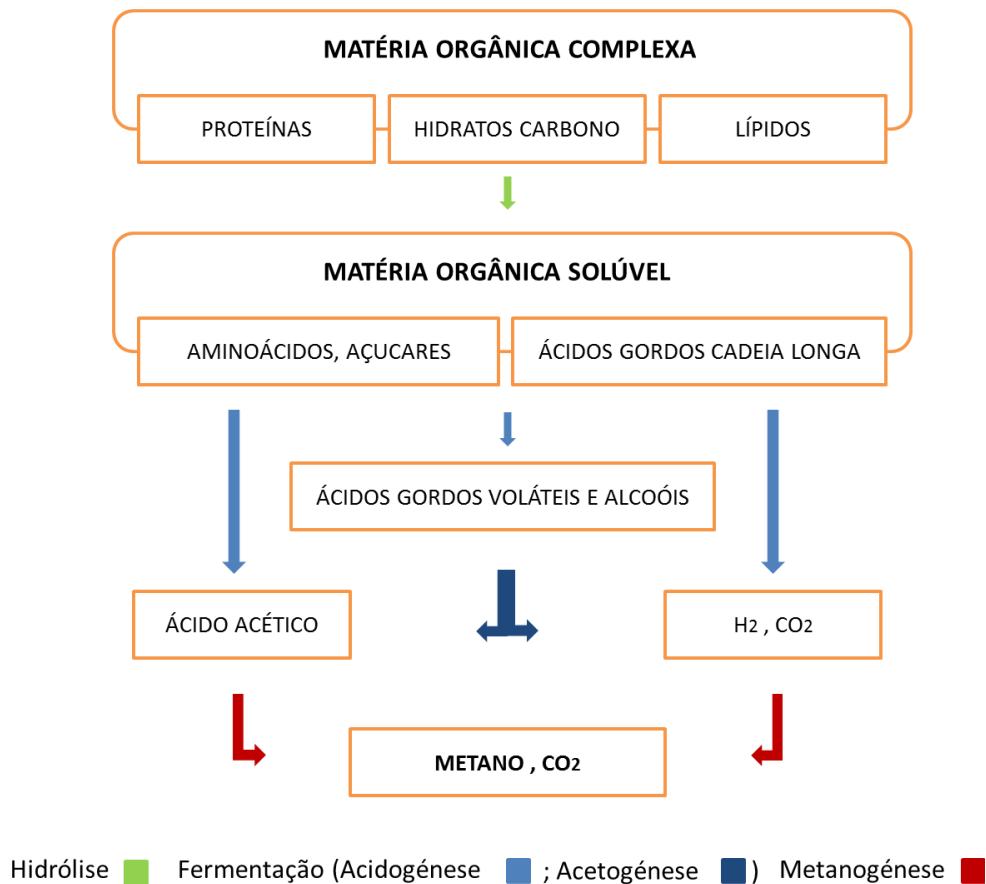 MATÉRIA ORGÂNICA COMPLEXA
PROTEÍNAS
HIDRATOS CARBONO
LÍPIDOS
MATÉRIA ORGÂNICA SOLÚVEL
AMINOÁCIDOS, AÇUCARES
ÁCIDOS GORDOS CADEIA LONGA
ÁCIDOS GORDOS VOLÁTEIS E ALCOÓIS
ÁCIDO ACÉTICO
H2 , CO2
METANO , CO2
Hidrólise Fermentação (Acidogénese ; Acetogénese ) Metanogénese